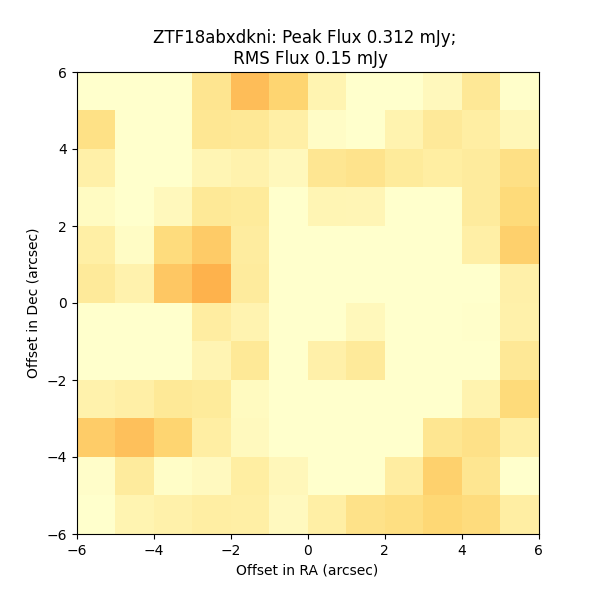 ZTF18abxdkni: Peak Flux 0.312 mJy;
RMS Flux 0.15 mJy
6
4
2
0
−2
−4
−6
Offset in Dec (arcsec)
−6 −4 −2 0 2 4 6
Offset in RA (arcsec)